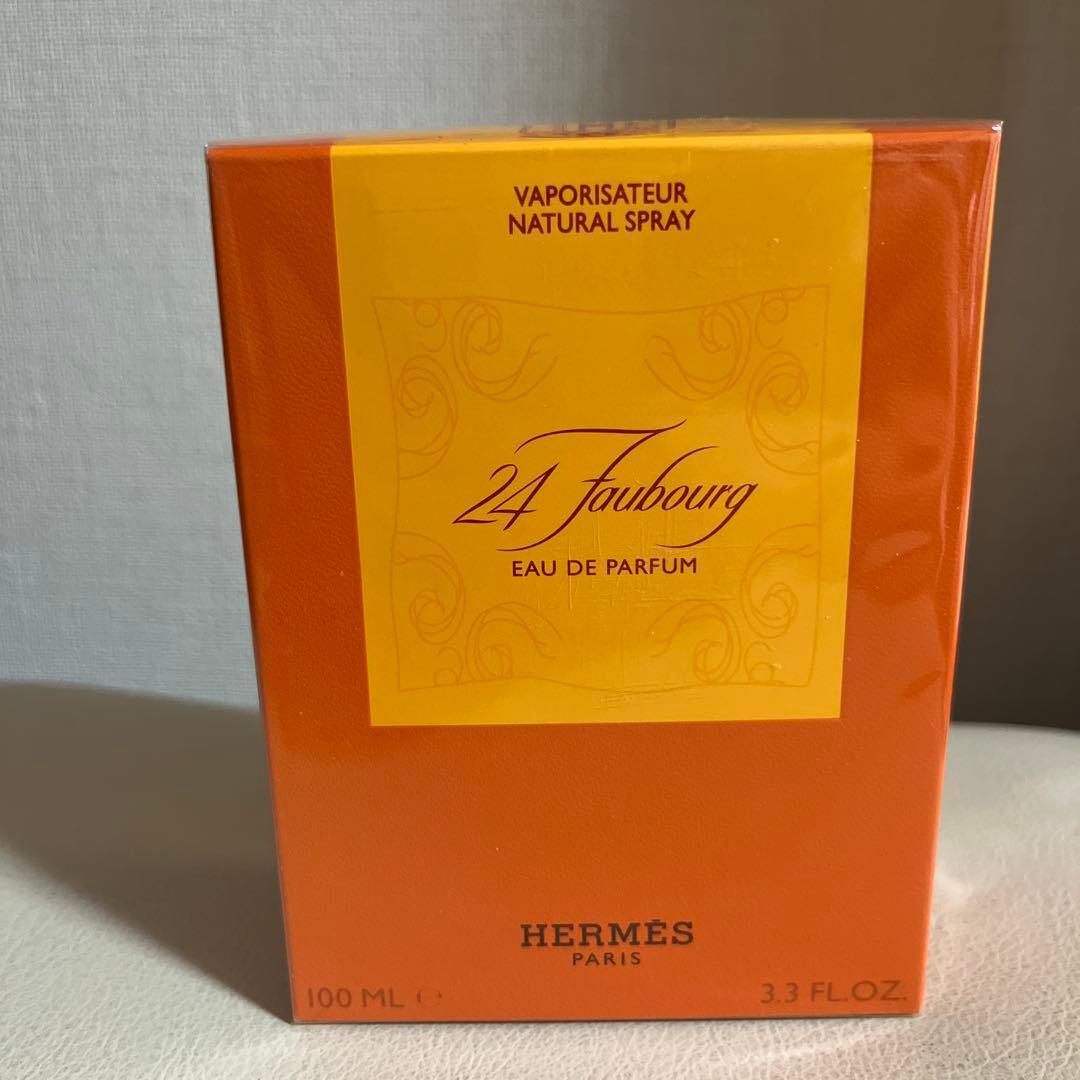 VAPORISATEUR
NATURAL SPRAY
24 Faubourg
EAU DE PARFUM
HERMÈS
PARIS
100 ML ℮
3.3 FL.OZ.